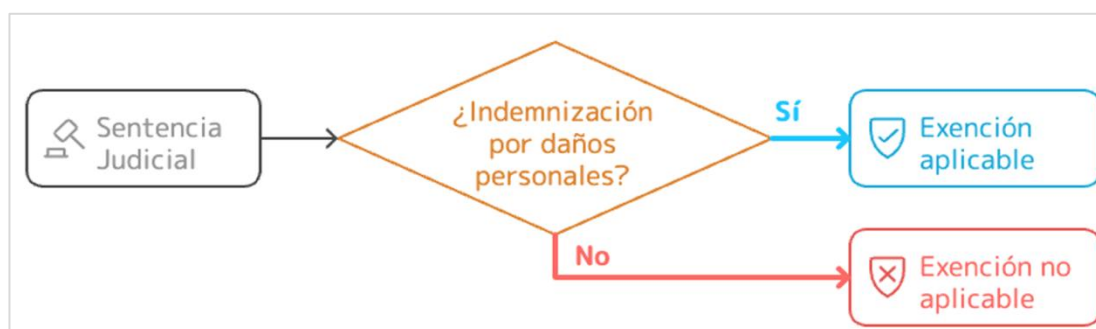 Sentencia
Judicial
¿Indemnización
por daños
personales?
Sí
Exención
aplicable
No
Exención no
aplicable